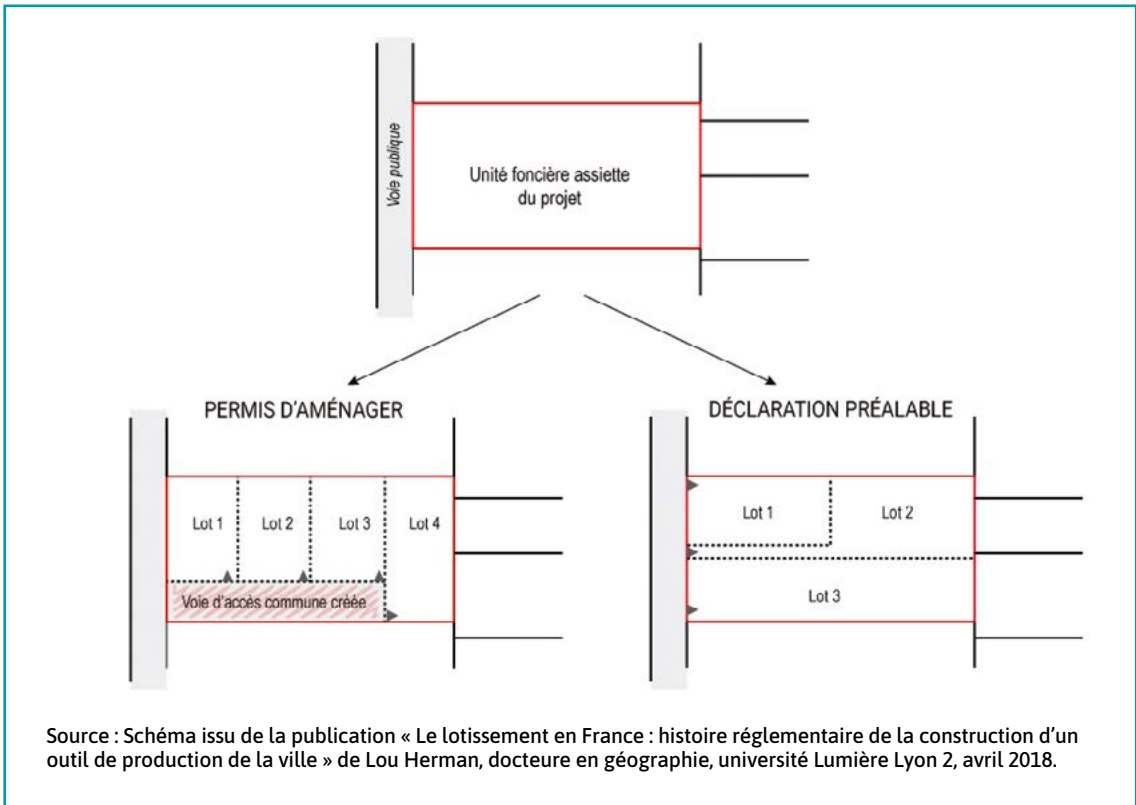 Voie publique
Unité foncière assiette
du projet
PERMIS D'AMÉNAGER
Lot 1
Lot 2
Lot 3
Lot 4
Voie d'accès commune créée
DÉCLARATION PRÉALABLE
Lot 1
Lot 2
Lot 3
Source : Schéma issu de la publication « Le lotissement en France : histoire réglementaire de la construction d'un
outil de production de la ville » de Lou Herman, docteure en géographie, université Lumière Lyon 2, avril 2018.